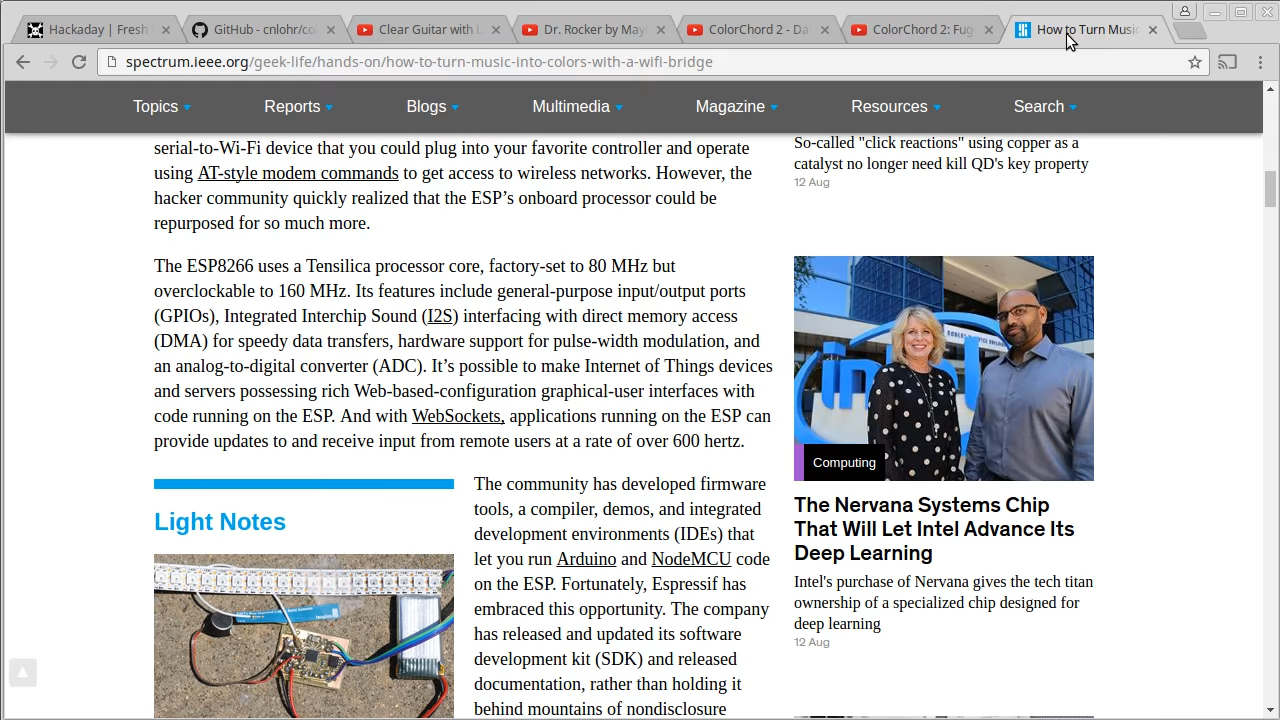 Hackaday | Fresh
GitHub - cnlohr/co
Clear Guitar with L
Dr. Rocker by May
ColorChord 2 - Da
ColorChord 2: Fug
How to Turn Music
spectrum.ieee.org/geek-life/hands-on/how-to-turn-music-into-colors-with-a-wifi-bridge
Topics
Reports
Blogs
Multimedia
Magazine
Resources
Search
serial-to-Wi-Fi device that you could plug into your favorite controller and operate
using AT-style modem commands to get access to wireless networks. However, the
hacker community quickly realized that the ESP’s onboard processor could be
repurposed for so much more.
The ESP8266 uses a Tensilica processor core, factory-set to 80 MHz but
overclockable to 160 MHz. Its features include general-purpose input/output ports
(GPIOs), Integrated Interchip Sound (I2S) interfacing with direct memory access
(DMA) for speedy data transfers, hardware support for pulse-width modulation, and
an analog-to-digital converter (ADC). It’s possible to make Internet of Things devices
and servers possessing rich Web-based-configuration graphical-user interfaces with
code running on the ESP. And with WebSockets, applications running on the ESP can
provide updates to and receive input from remote users at a rate of over 600 hertz.
Light Notes
The community has developed firmware
tools, a compiler, demos, and integrated
development environments (IDEs) that
let you run Arduino and NodeMCU code
on the ESP. Fortunately, Espressif has
embraced this opportunity. The company
has released and updated its software
development kit (SDK) and released
documentation, rather than holding it
behind mountains of nondisclosure
So-called "click reactions" using copper as a
catalyst no longer need kill QD's key property
12 Aug
intel
Computing
The Nervana Systems Chip
That Will Let Intel Advance Its
Deep Learning
Intel's purchase of Nervana gives the tech titan
ownership of a specialized chip designed for
deep learning
12 Aug